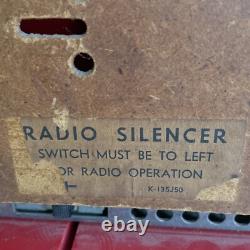 RADIO SILENCER
SWITCH MUST BE TO LEFT
FOR RADIO OPERATION
K-135J50